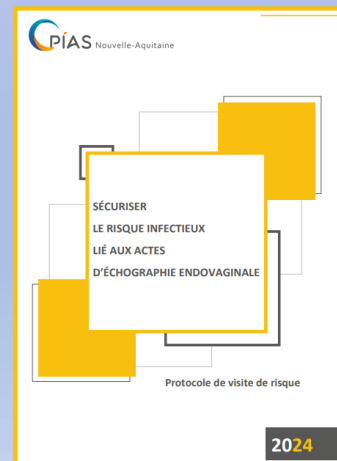 CPIAS Nouvelle-Aquitaine
SÉCURISER
LE RISQUE INFECTIEUX
LIÉ AUX ACTES
D'ÉCHOGRAPHIE ENDOVAGINALE
Protocole de visite de risque
2024